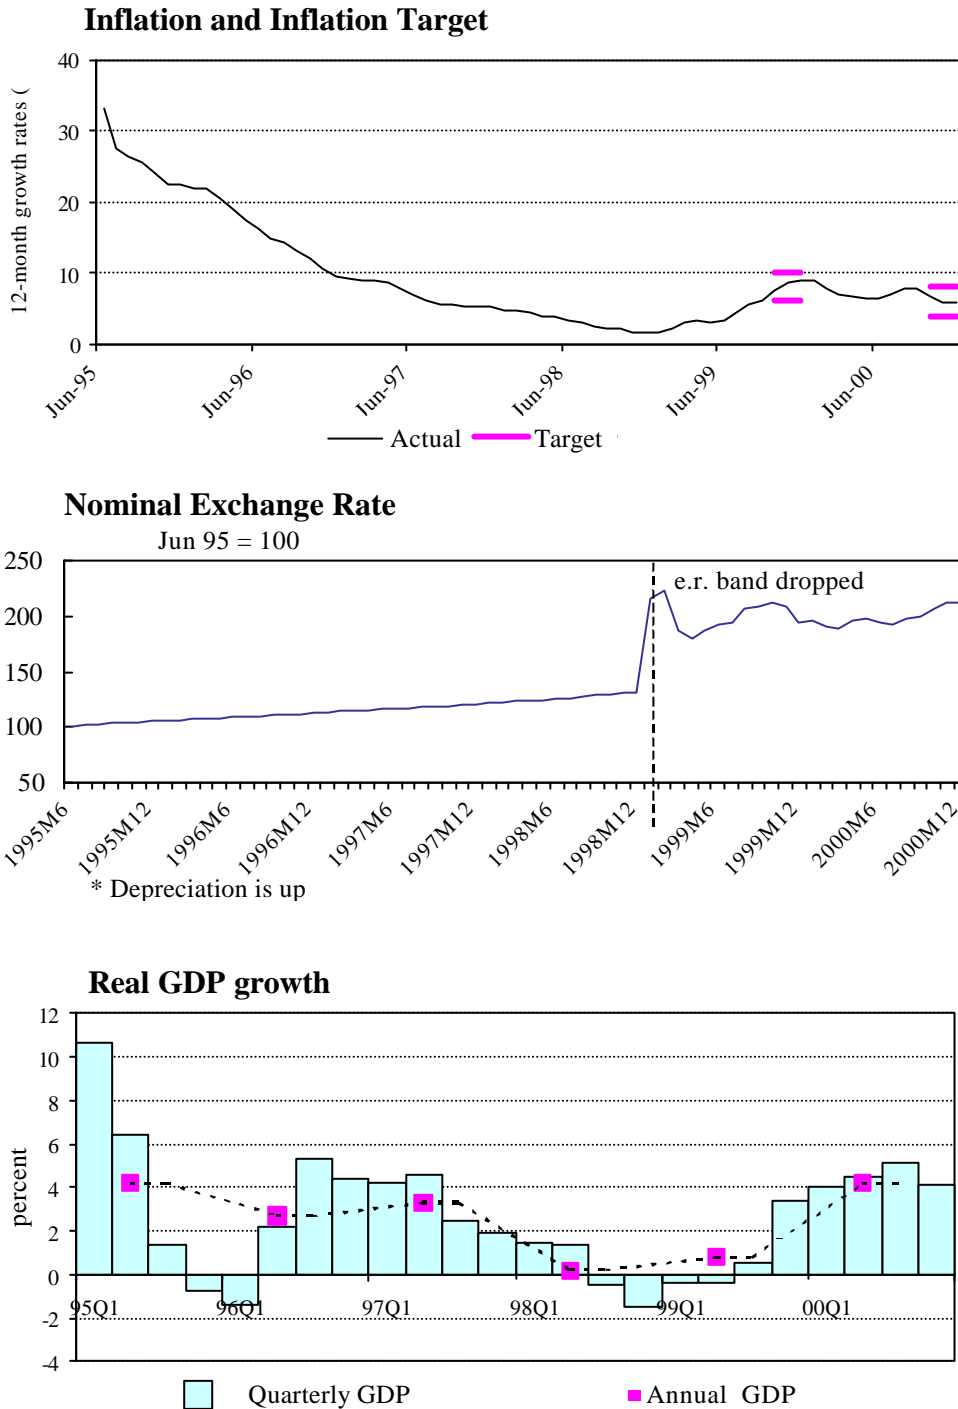 Inflation and Inflation Target
12-month growth rates (
40
30
20
10
0
Jun-95
Jun-96
Jun-97
Jun-98
Jun-99
Jun-00
Actual Target
Nominal Exchange Rate
Jun 95 = 100
250
200
150
100
50
e.r. band dropped
1995M6
1995M12
1996M6
1996M12
1997M6
1997M12
1998M6
1998M12
1999M6
1999M12
2000M6
2000M12
* Depreciation is up
Real GDP growth
percent
12
10
8
6
4
2
0
-2
-4
95Q1
96Q1
97Q1
98Q1
99Q1
00Q1
Quarterly GDP
Annual GDP